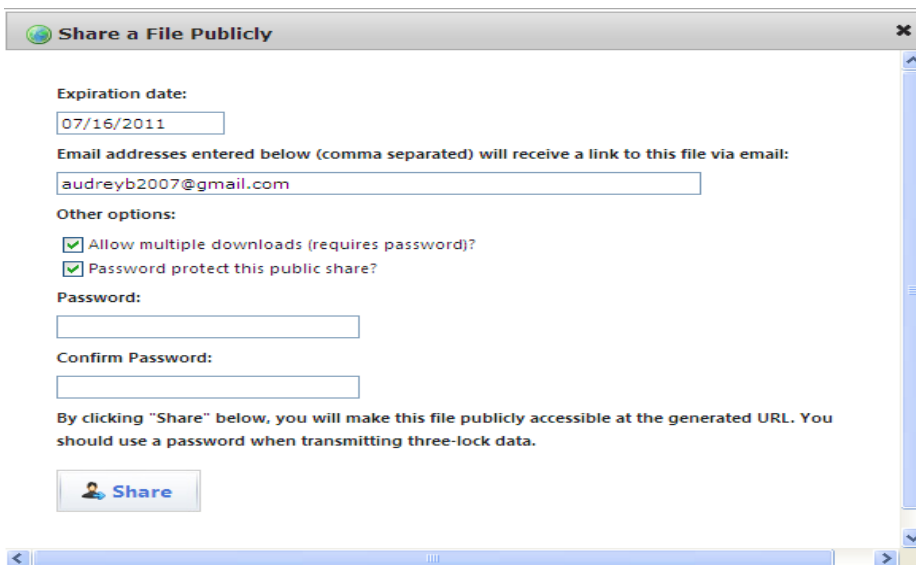 Share a File Publicly
Expiration date:
07/16/2011
Email addresses entered below (comma separated) will receive a link to this file via email:
audreyb2007@gmail.com
Other options:
Allow multiple downloads (requires password)?
Password protect this public share?
Password:
Confirm Password:
By clicking "Share" below, you will make this file publicly accessible at the generated URL. You
should use a password when transmitting three-lock data.
Share